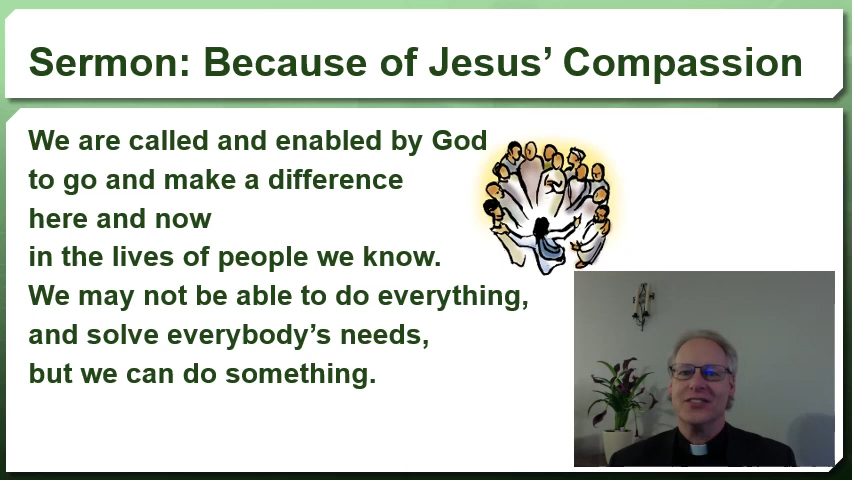 Sermon: Because of Jesus’ Compassion
We are called and enabled by God
to go and make a difference
here and now
in the lives of people we know.
We may not be able to do everything,
and solve everybody’s needs,
but we can do something.